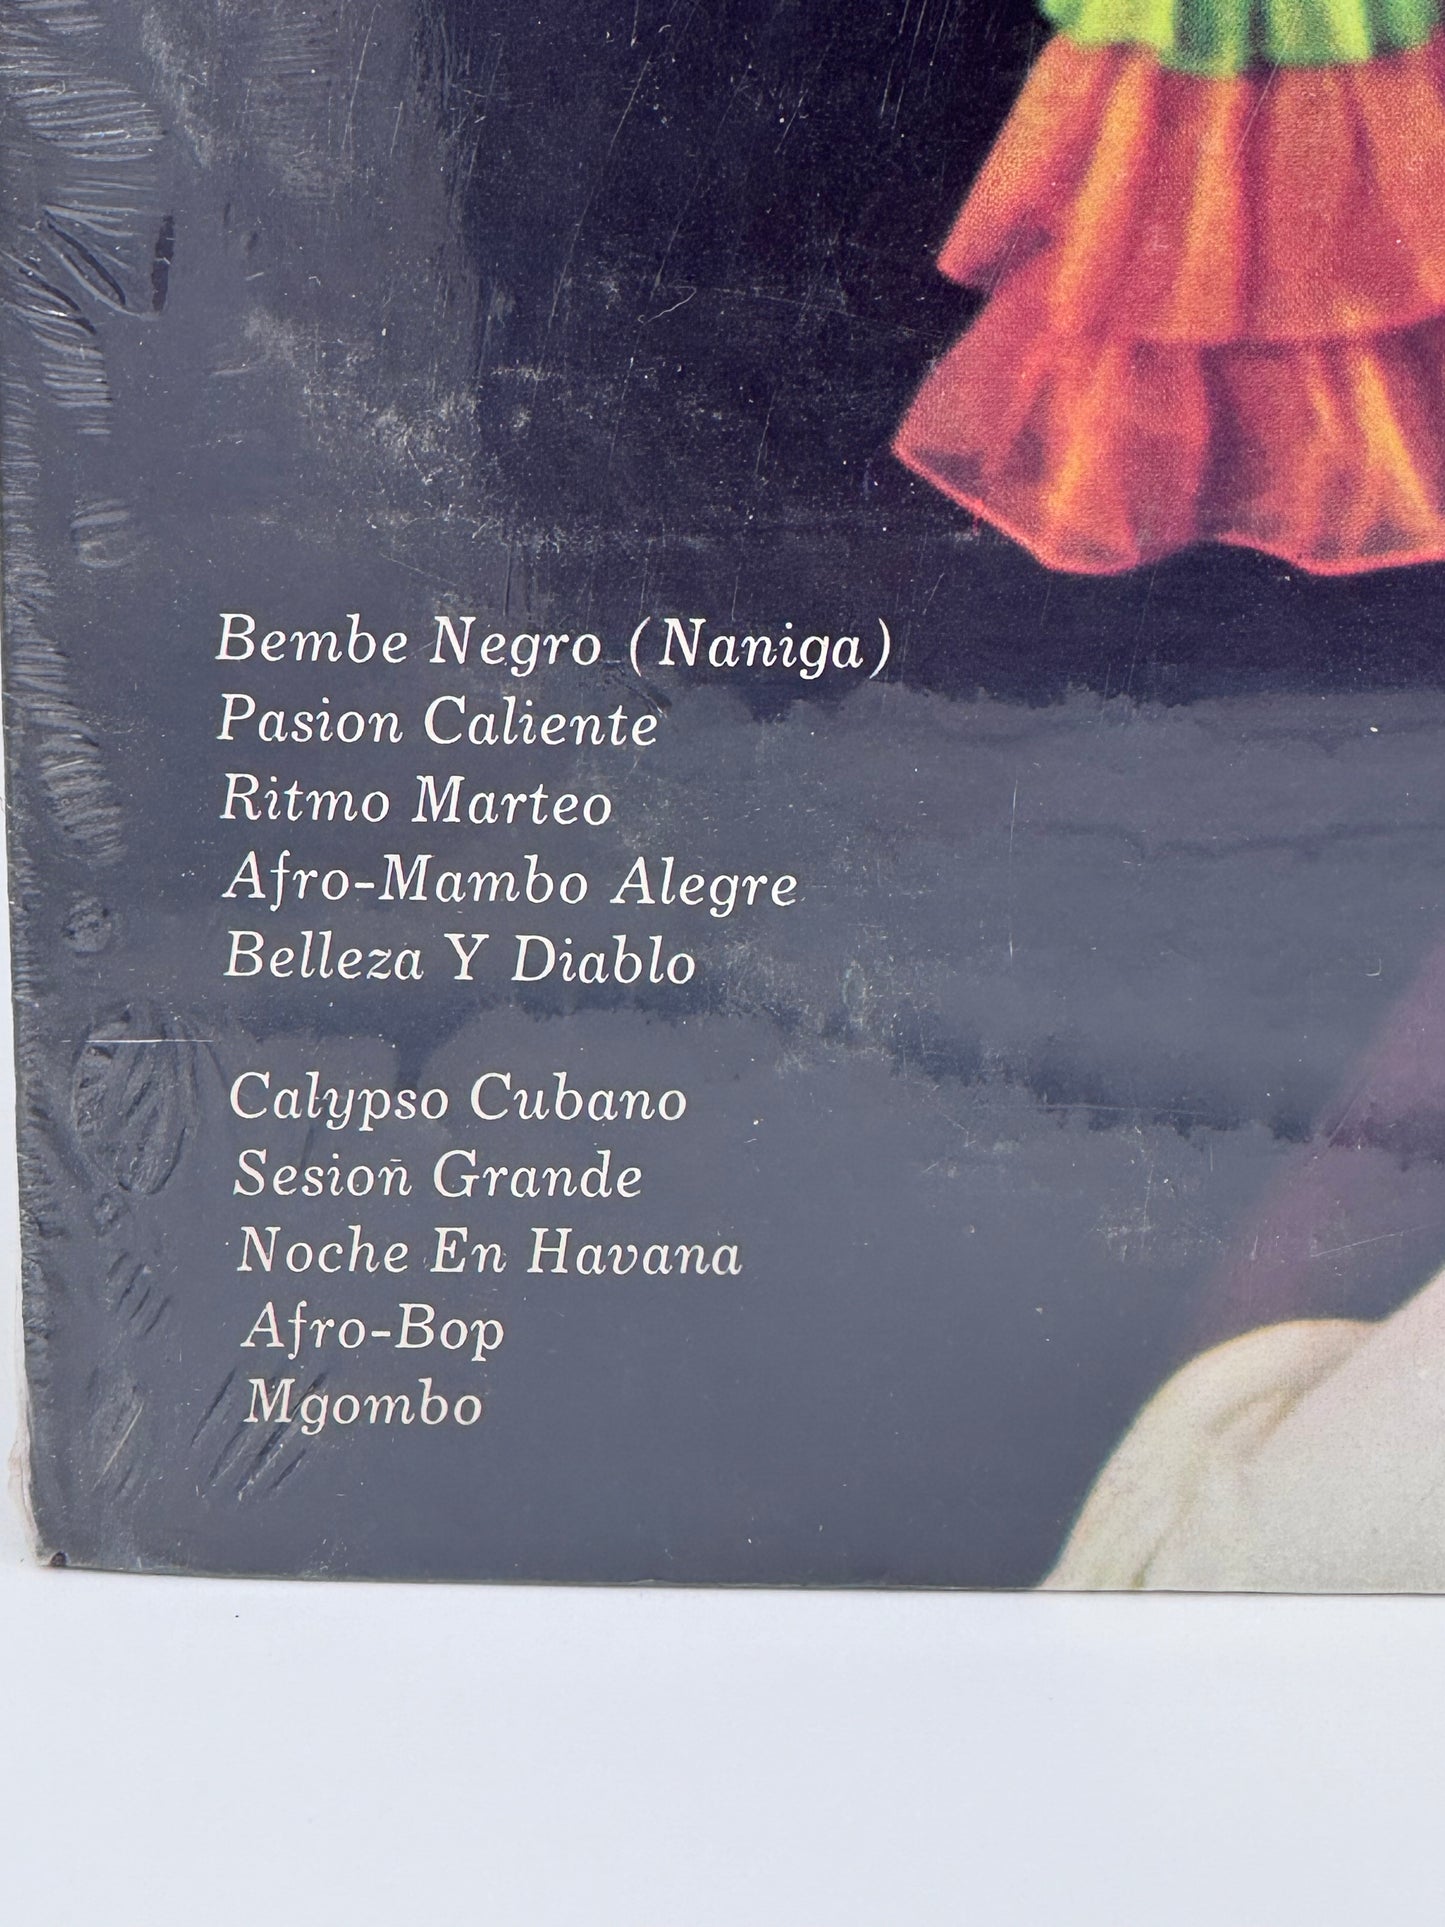 Bembe Negro (Naniga)
Pasion Caliente
Ritmo Marteo
Afro-Mambo Alegre
Belleza Y Diablo
Calypso Cubano
Sesioñ Grande
Noche En Havana
Afro-Bop
Mgombo